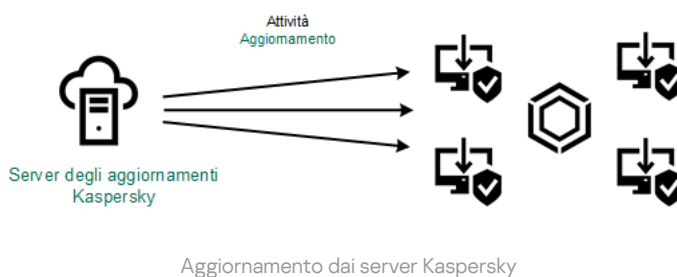 Attività
Aggiornamento
Server degli aggiornamenti
Kaspersky
Aggiornamento dai server Kaspersky